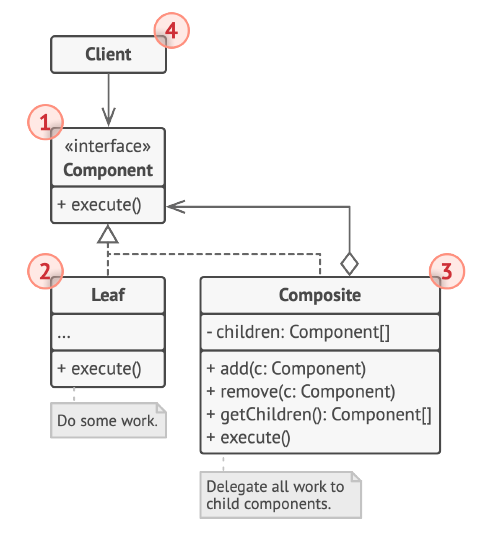 4
Client
1
«interface»
Component
+ execute()
2
Leaf
...
+ execute()
Do some work.
3
Composite
- children: Component[]
+ add(c: Component)
+ remove(c: Component)
+ getChildren(): Component[]
+ execute()
Delegate all work to
child components.